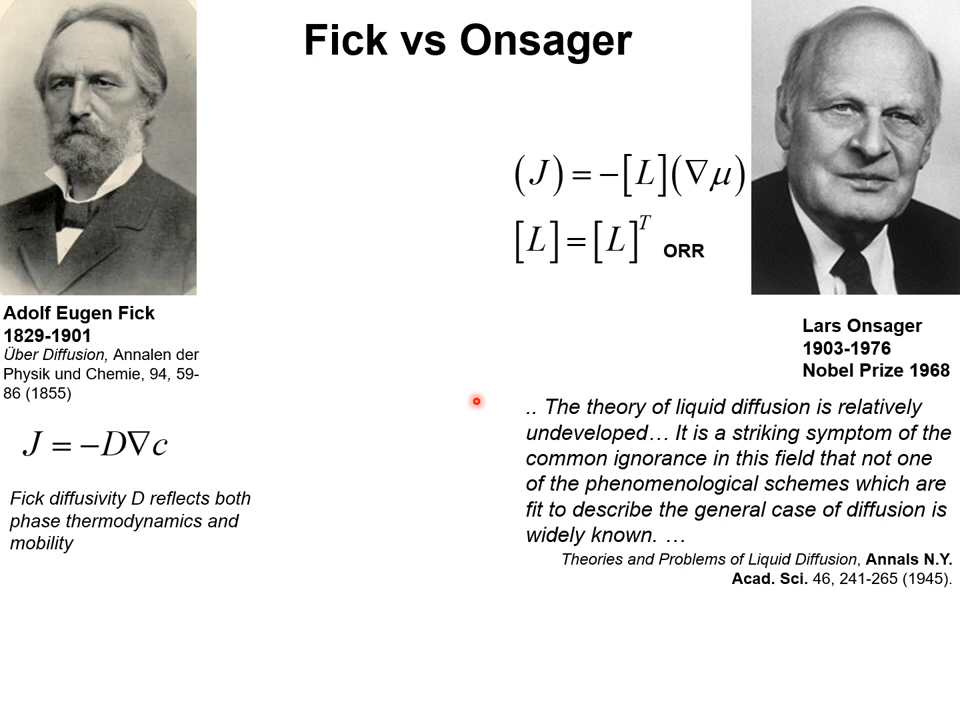 Fick vs Onsager
(J) = −[L](∇μ)
[L] = [L]ᵀ ORR
Adolf Eugen Fick
1829-1901
Über Diffusion, Annalen der
Physik und Chemie, 94, 59-
86 (1855)
J = −D∇c
Fick diffusivity D reflects both
phase thermodynamics and
mobility
Lars Onsager
1903-1976
Nobel Prize 1968
.. The theory of liquid diffusion is relatively
undeveloped… It is a striking symptom of the
common ignorance in this field that not one
of the phenomenological schemes which are
fit to describe the general case of diffusion is
widely known. …
Theories and Problems of Liquid Diffusion, Annals N.Y.
Acad. Sci. 46, 241-265 (1945).